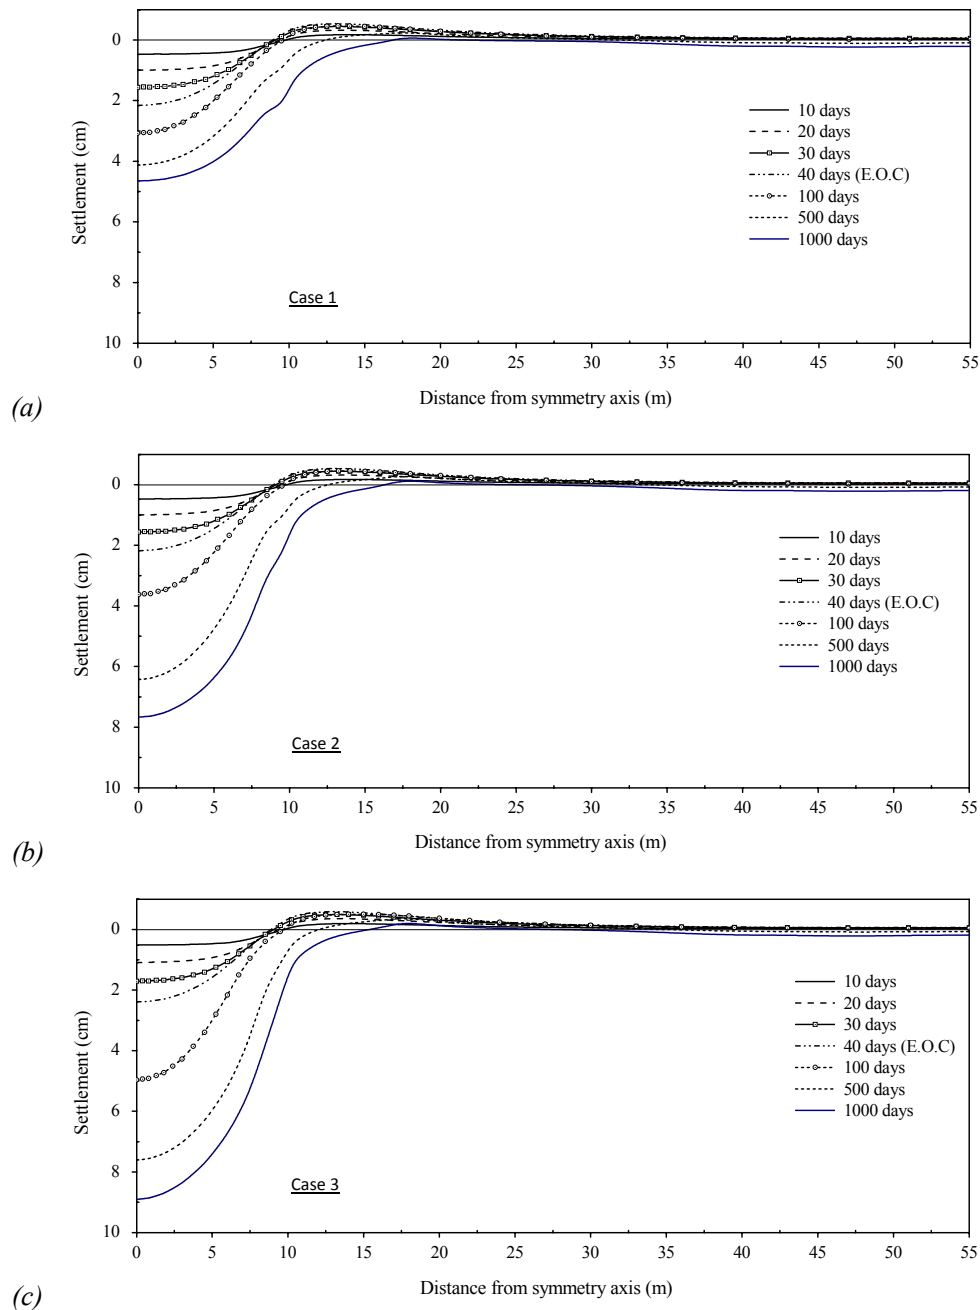 0
2
4
6
8
10
Settlement (cm)
10 days
20 days
30 days
40 days (E.O.C)
100 days
500 days
1000 days
Case 1
0 5 10 15 20 25 30 35 40 45 50 55
Distance from symmetry axis (m)
(a)
0
2
4
6
8
10
Settlement (cm)
10 days
20 days
30 days
40 days (E.O.C)
100 days
500 days
1000 days
Case 2
0 5 10 15 20 25 30 35 40 45 50 55
Distance from symmetry axis (m)
(b)
0
2
4
6
8
10
Settlement (cm)
10 days
20 days
30 days
40 days (E.O.C)
100 days
500 days
1000 days
Case 3
0 5 10 15 20 25 30 35 40 45 50 55
Distance from symmetry axis (m)
(c)